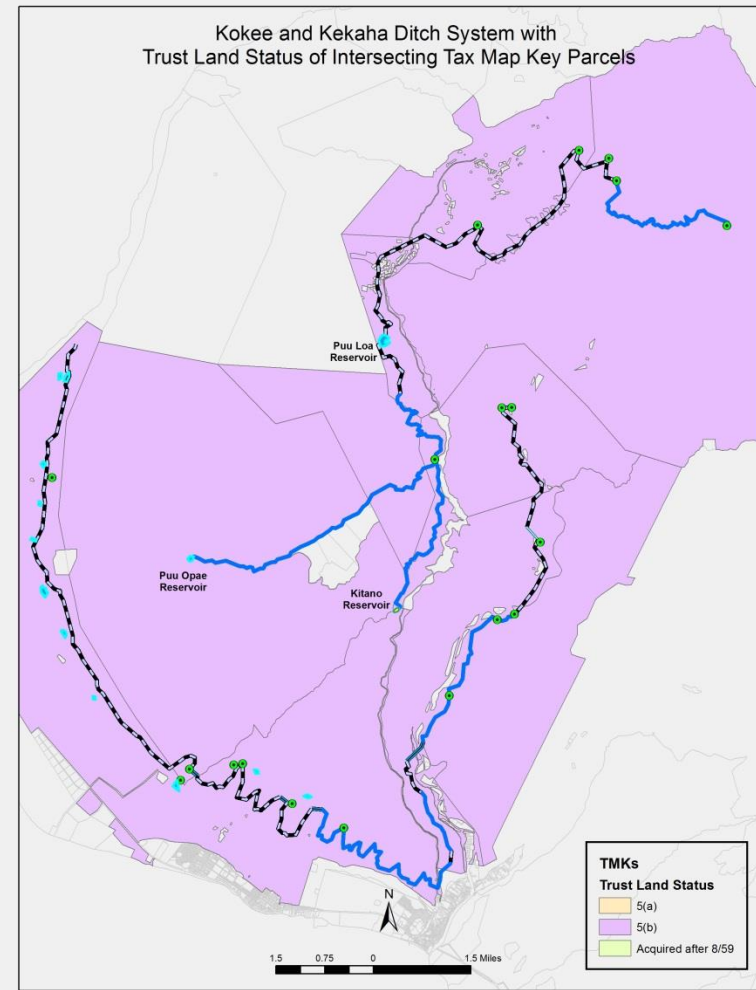 Kokee and Kekaha Ditch System with
Trust Land Status of Intersecting Tax Map Key Parcels
Puu Loa
Reservoir
Puu Opae
Reservoir
Kitano
Reservoir
N
1.5 0.75 0 1.5 Miles
TMKs
Trust Land Status
5(a)
5(b)
Acquired after 8/59